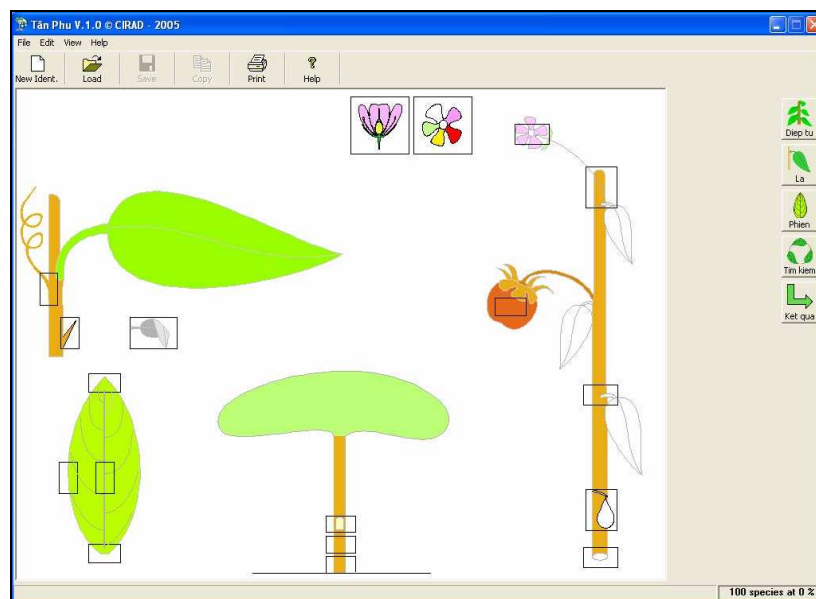 Tân Phu V.1.0 © CIRAD - 2005
File Edit View Help
New Ident. Load Save Copy Print Help
Diep tu
La
Phien
Tim kiem
Ket qua
100 species at 0 %